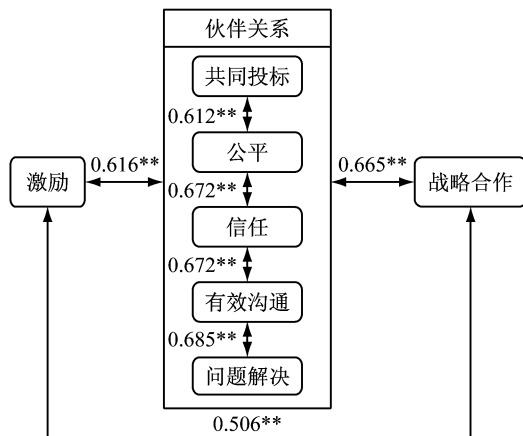 伙伴关系
共同投标
0.612**
公平
0.616**
0.665**
激励
0.672**
战略合作
信任
0.672**
有效沟通
0.685**
问题解决
0.506**